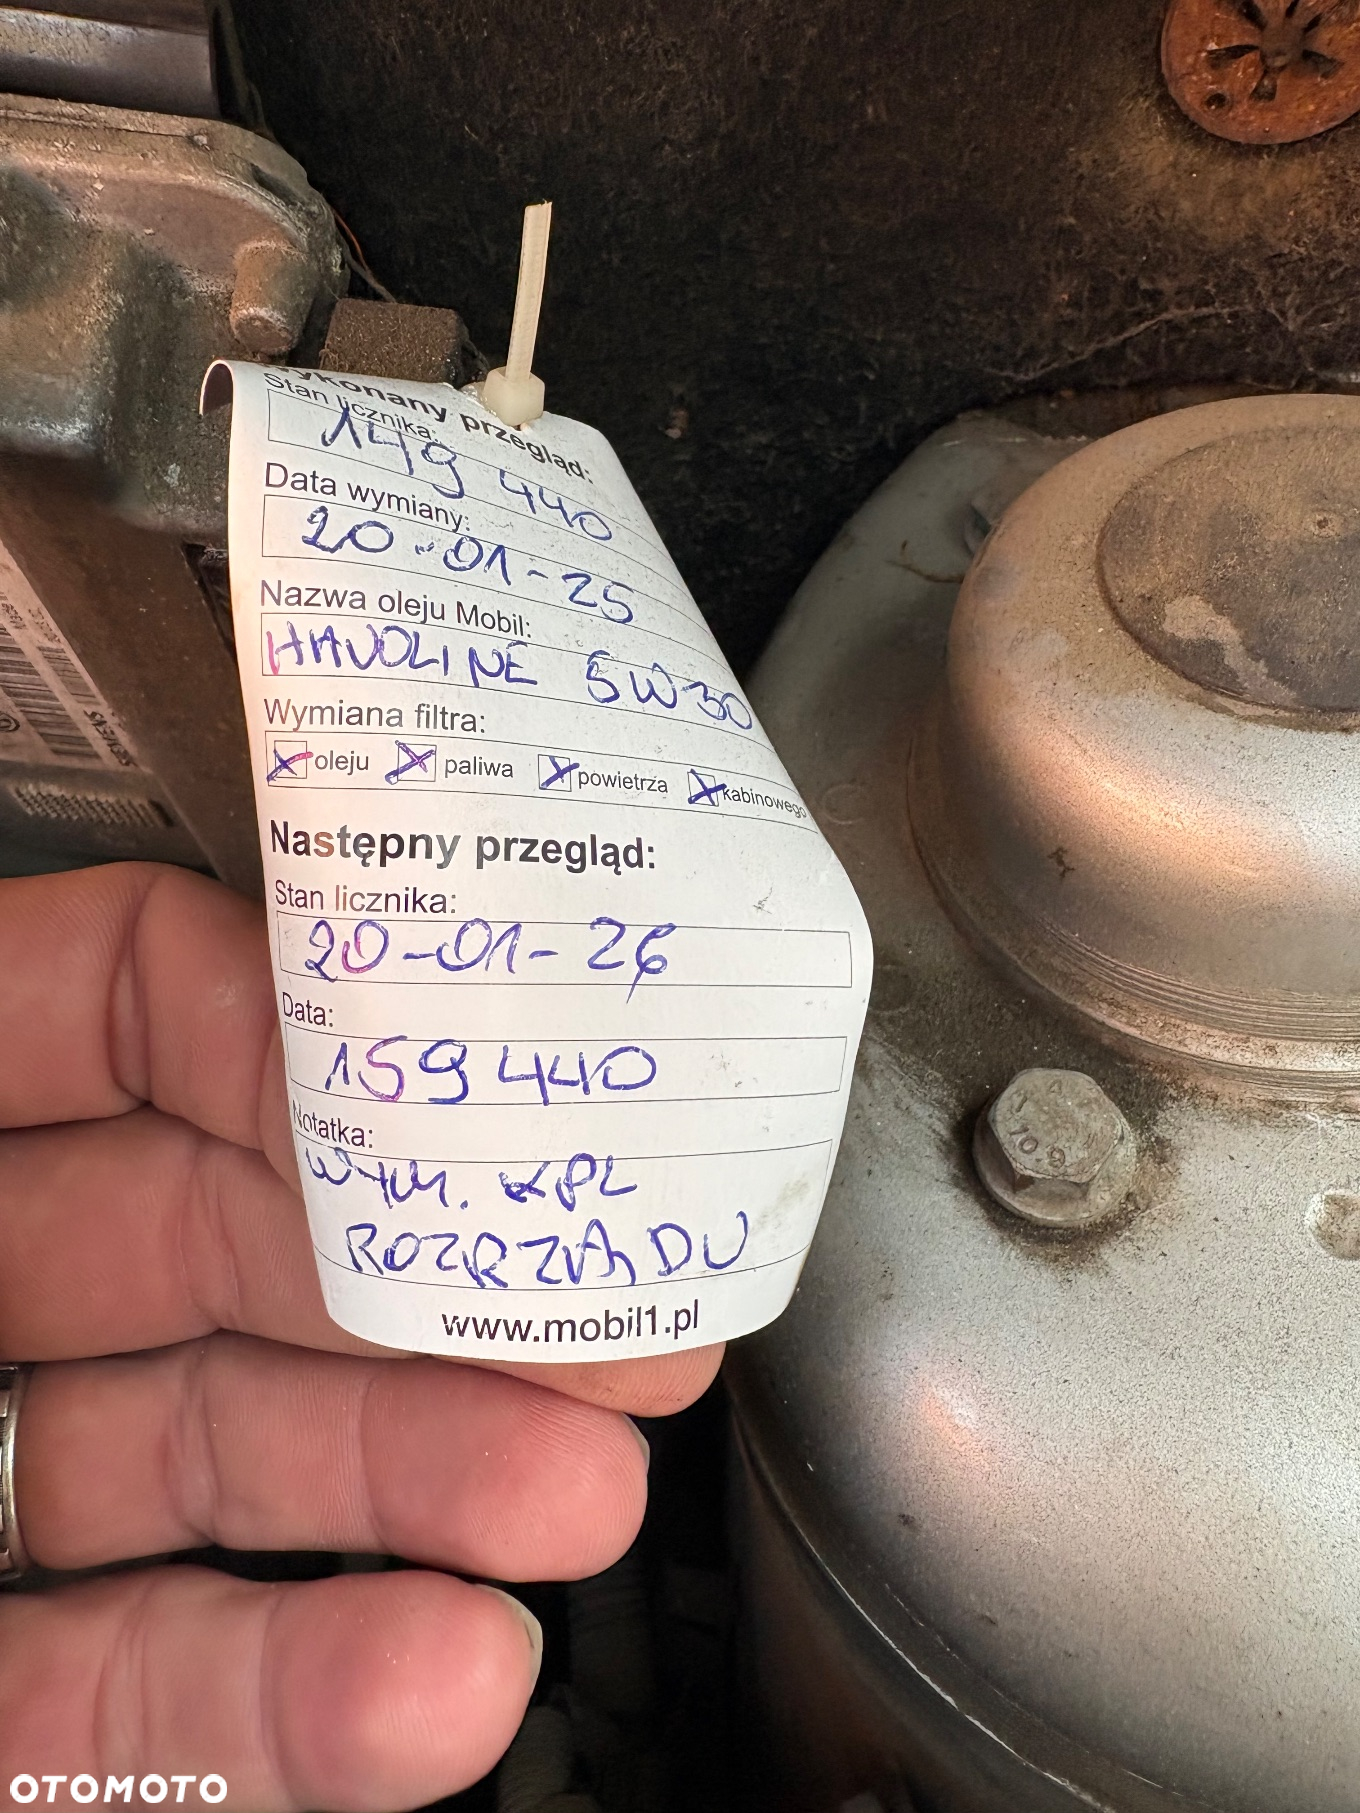 Wykonany przegląd:
Stan licznika:
149 440
Data wymiany:
20-01-25
Nazwa oleju Mobil:
HAVOLINE 5W30
Wymiana filtra:
oleju paliwa powietrza kabinowego
Następny przegląd:
Stan licznika:
20-01-26
Data:
159 440
Notatka:
WYM. KPL
ROZRZĄDU
www.mobil1.pl
10.9
OTOMOTO